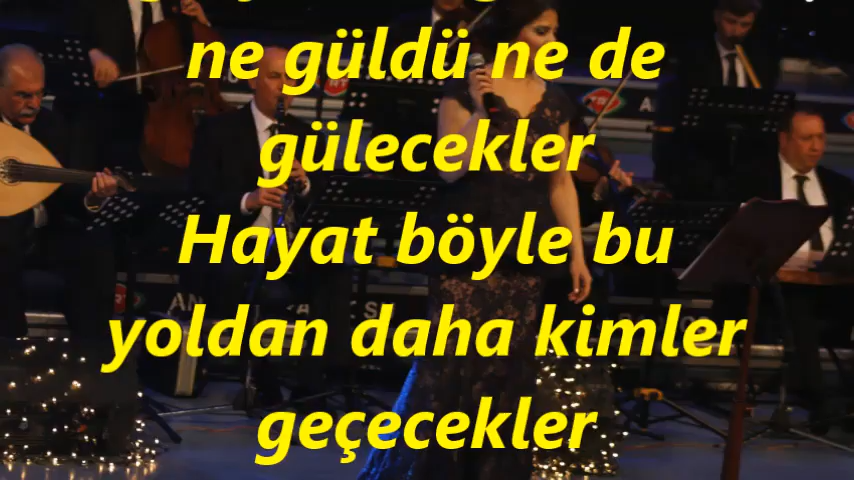 ne güldü ne de
gülecekler
Hayat böyle bu
yoldan daha kimler
geçecekler